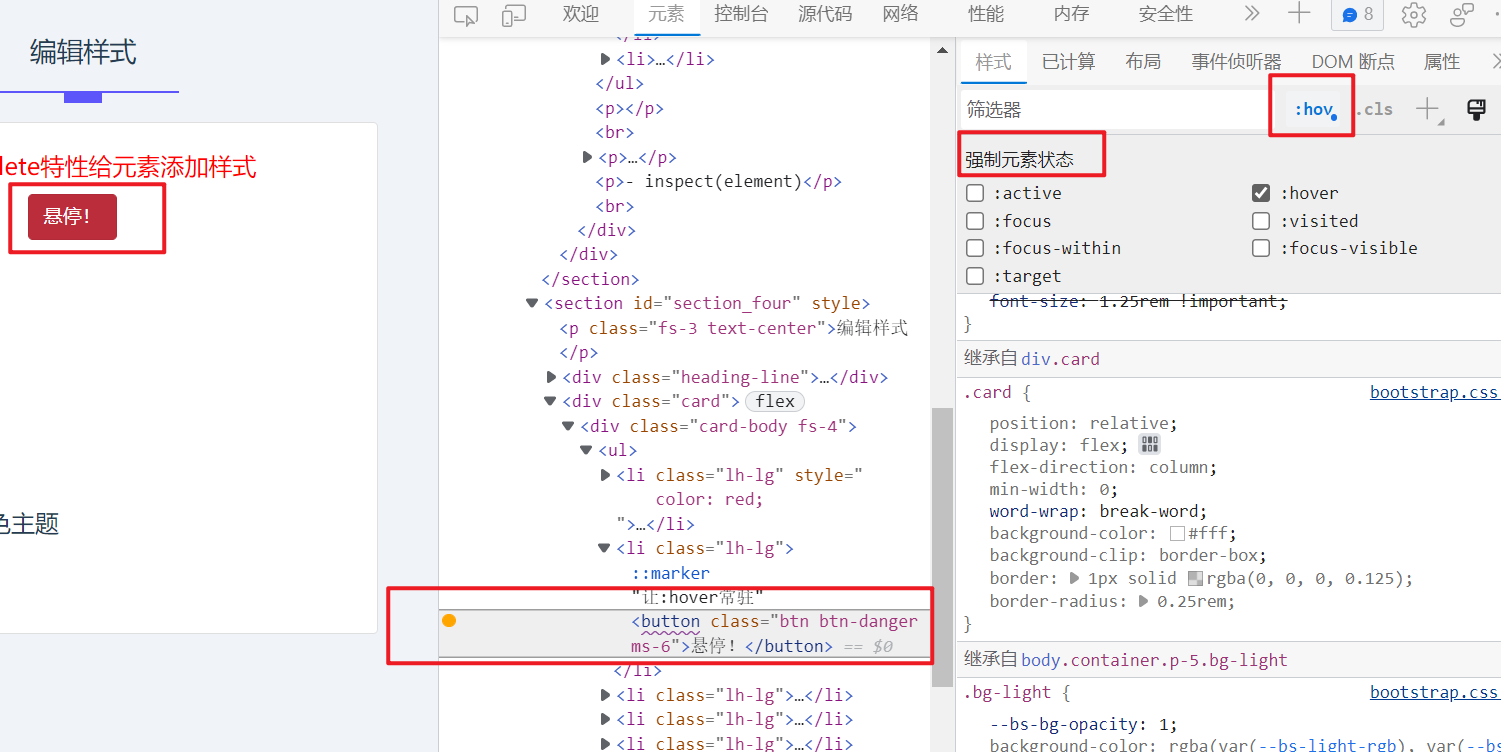 编辑样式
lete特性给元素添加样式
悬停!
色主题
欢迎 元素 控制台 源代码 网络 性能 内存 安全性 8
</li>
<li>…</li>
</ul>
<p></p>
<br>
<p>…</p>
<p>- inspect(element)</p>
<br>
</div>
</div>
</section>
<section id="section_four" style>
<p class="fs-3 text-center">编辑样式
</p>
<div class="heading-line">…</div>
<div class="card"> flex
<div class="card-body fs-4">
<ul>
<li class="lh-lg" style="
color: red;
">…</li>
<li class="lh-lg">
::marker
"让:hover常驻"
<button class="btn btn-danger
ms-6">悬停!</button> == $0
</li>
<li class="lh-lg">…</li>
<li class="lh-lg">…</li>
<li class="lh-lg">…</li>
样式 已计算 布局 事件侦听器 DOM 断点 属性
筛选器 :hov .cls
强制元素状态
:active :hover
:focus :visited
:focus-within :focus-visible
:target
font-size: 1.25rem !important;
}
继承自 div.card
.card { bootstrap.css
position: relative;
display: flex;
flex-direction: column;
min-width: 0;
word-wrap: break-word;
background-color: #fff;
background-clip: border-box;
border: 1px solid rgba(0, 0, 0, 0.125);
border-radius: 0.25rem;
}
继承自 body.container.p-5.bg-light
.bg-light { bootstrap.css
--bs-bg-opacity: 1;
background-color: rgba(var(--bs-light-rgb), var(--bs